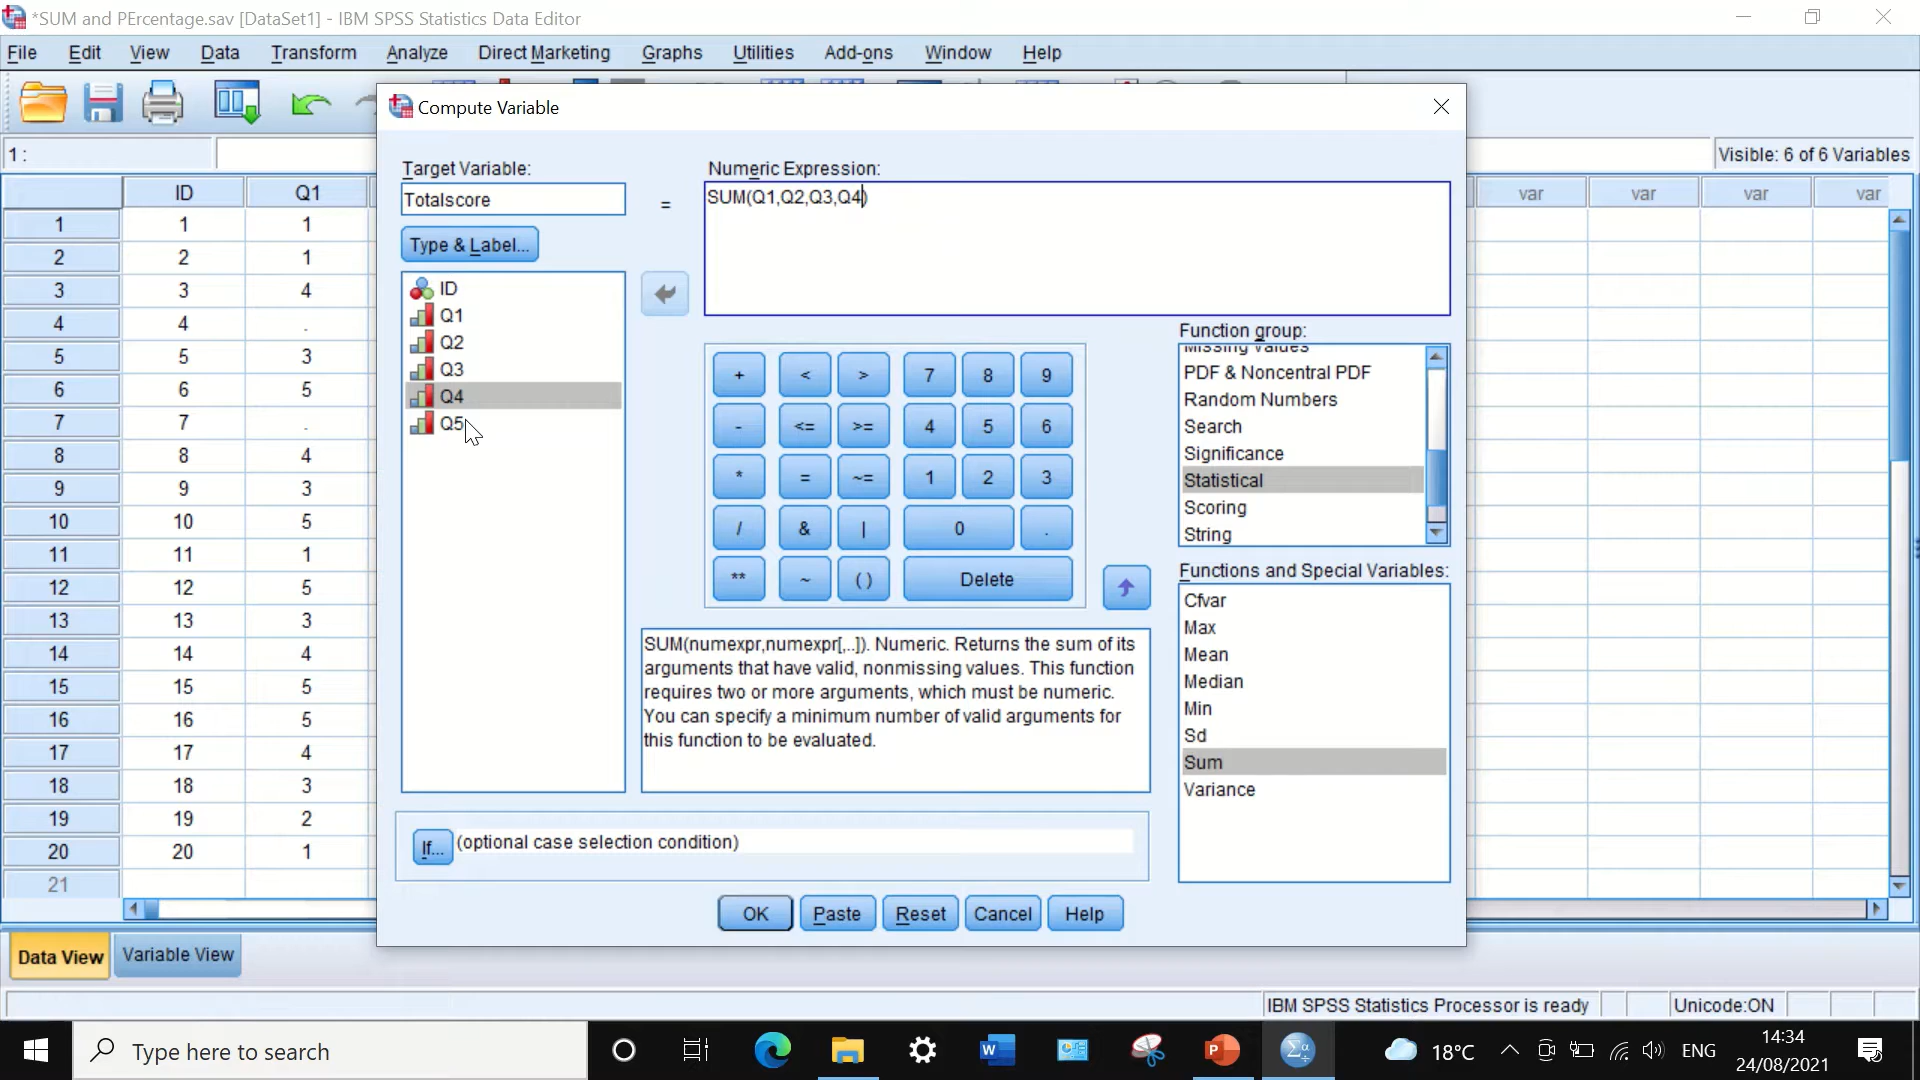 *SUM and PErcentage.sav [DataSet1] - IBM SPSS Statistics Data Editor
File Edit View Data Transform Analyze Direct Marketing Graphs Utilities Add-ons Window Help
Compute Variable
1 :
Visible: 6 of 6 Variables
Target Variable:
Totalscore
=
Numeric Expression:
SUM(Q1,Q2,Q3,Q4)
Type & Label...
ID
Q1
Q2
Q3
Q4
Q5
ID Q1 var var var var
1 1 1
2 2 1
3 3 4
4 4 .
5 5 3
6 6 5
7 7 .
8 8 4
9 9 3
10 10 5
11 11 1
12 12 5
13 13 3
14 14 4
15 15 5
16 16 5
17 17 4
18 18 3
19 19 2
20 20 1
21
+ < > 7 8 9
- <= >= 4 5 6
* = ~= 1 2 3
/ & | 0 .
** ~ ( ) Delete
Function group:
Missing Values
PDF & Noncentral PDF
Random Numbers
Search
Significance
Statistical
Scoring
String
Functions and Special Variables:
Cfvar
Max
Mean
Median
Min
Sd
Sum
Variance
SUM(numexpr,numexpr[,..]). Numeric. Returns the sum of its
arguments that have valid, nonmissing values. This function
requires two or more arguments, which must be numeric.
You can specify a minimum number of valid arguments for
this function to be evaluated.
If... (optional case selection condition)
OK Paste Reset Cancel Help
Data View Variable View
IBM SPSS Statistics Processor is ready Unicode:ON
Type here to search
18°C ENG 14:34
24/08/2021